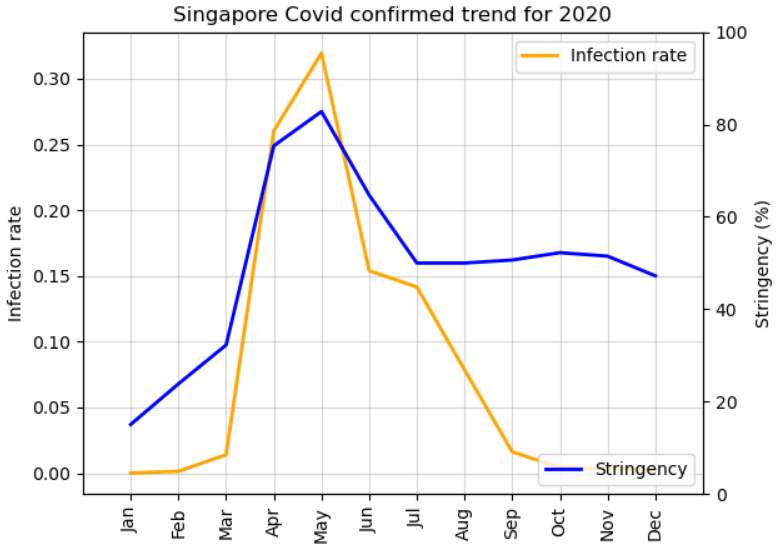 Singapore Covid confirmed trend for 2020
Infection rate
Stringency
Infection rate
0.30
0.25
0.20
0.15
0.10
0.05
0.00
Stringency (%)
100
80
60
40
20
0
Jan
Feb
Mar
Apr
May
Jun
Jul
Aug
Sep
Oct
Nov
Dec